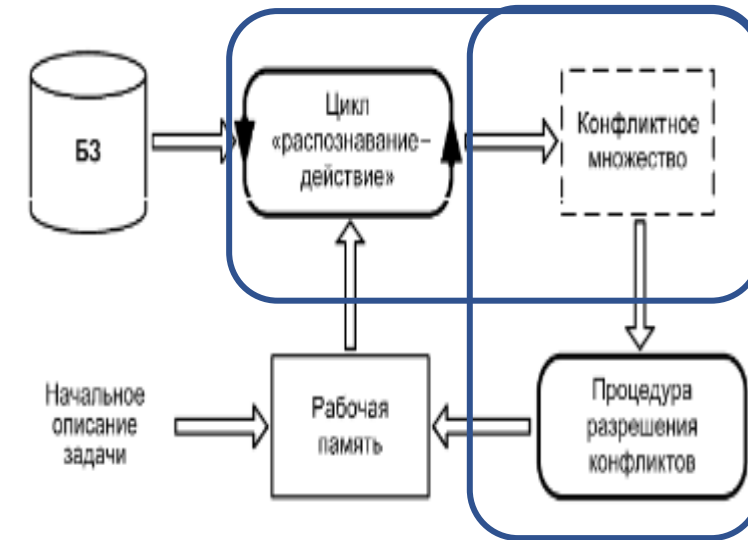 БЗ
Цикл
«распознавание–
действие»
Конфликтное
множество
Начальное
описание
задачи
Рабочая
память
Процедура
разрешения
конфликтов